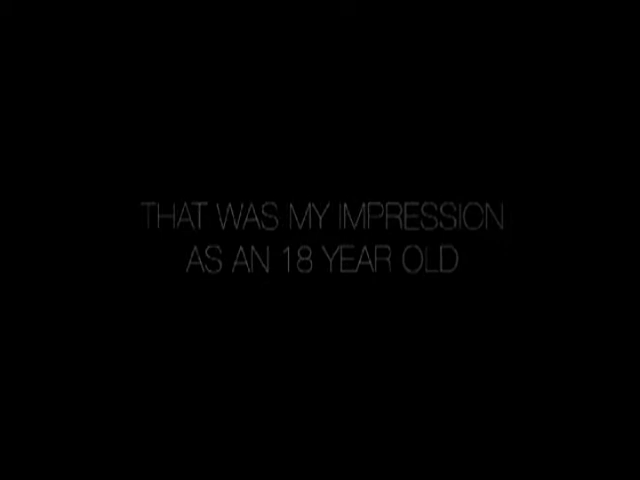 THAT WAS MY IMPRESSION
AS AN 18 YEAR OLD